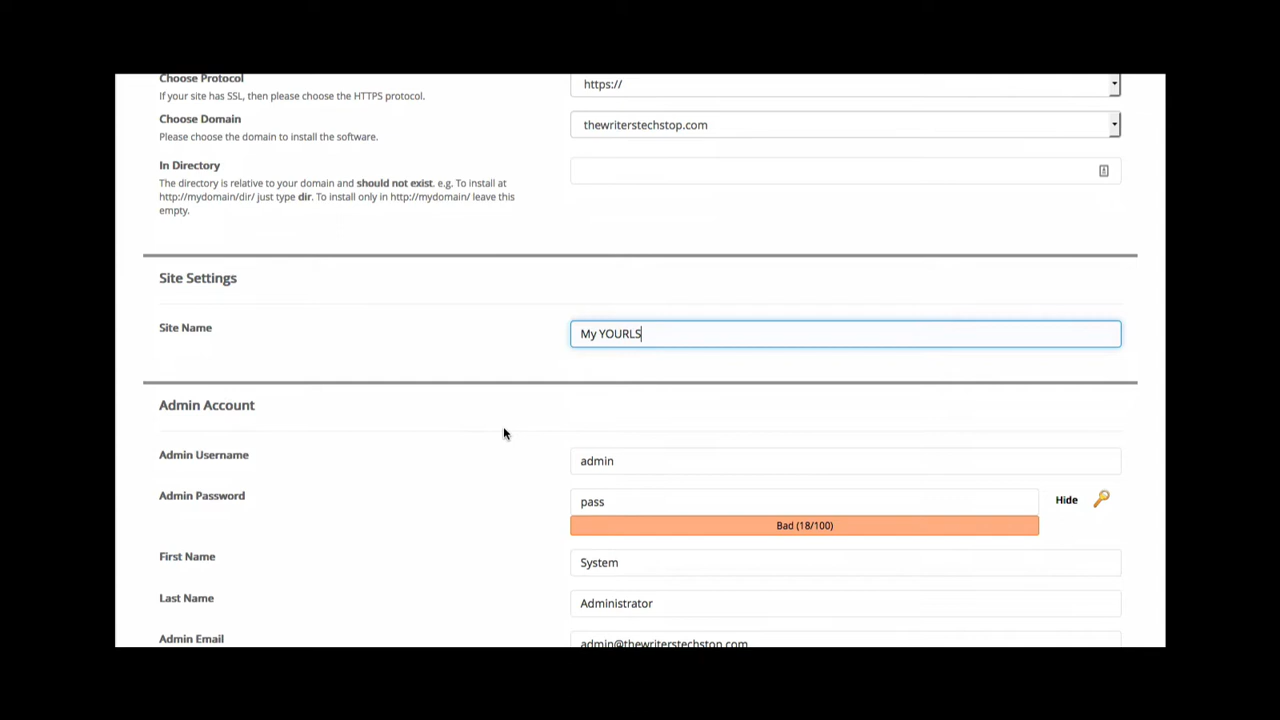 Choose Protocol
https://
If your site has SSL, then please choose the HTTPS protocol.
Choose Domain
thewriterstechstop.com
Please choose the domain to install the software.
In Directory
The directory is relative to your domain and should not exist. e.g. To install at
http://mydomain/dir/ just type dir. To install only in http://mydomain/ leave this
empty.
Site Settings
Site Name
My YOURLS
Admin Account
Admin Username
admin
Admin Password
pass
Hide
Bad (18/100)
First Name
System
Last Name
Administrator
Admin Email
admin@thewriterstechstop.com